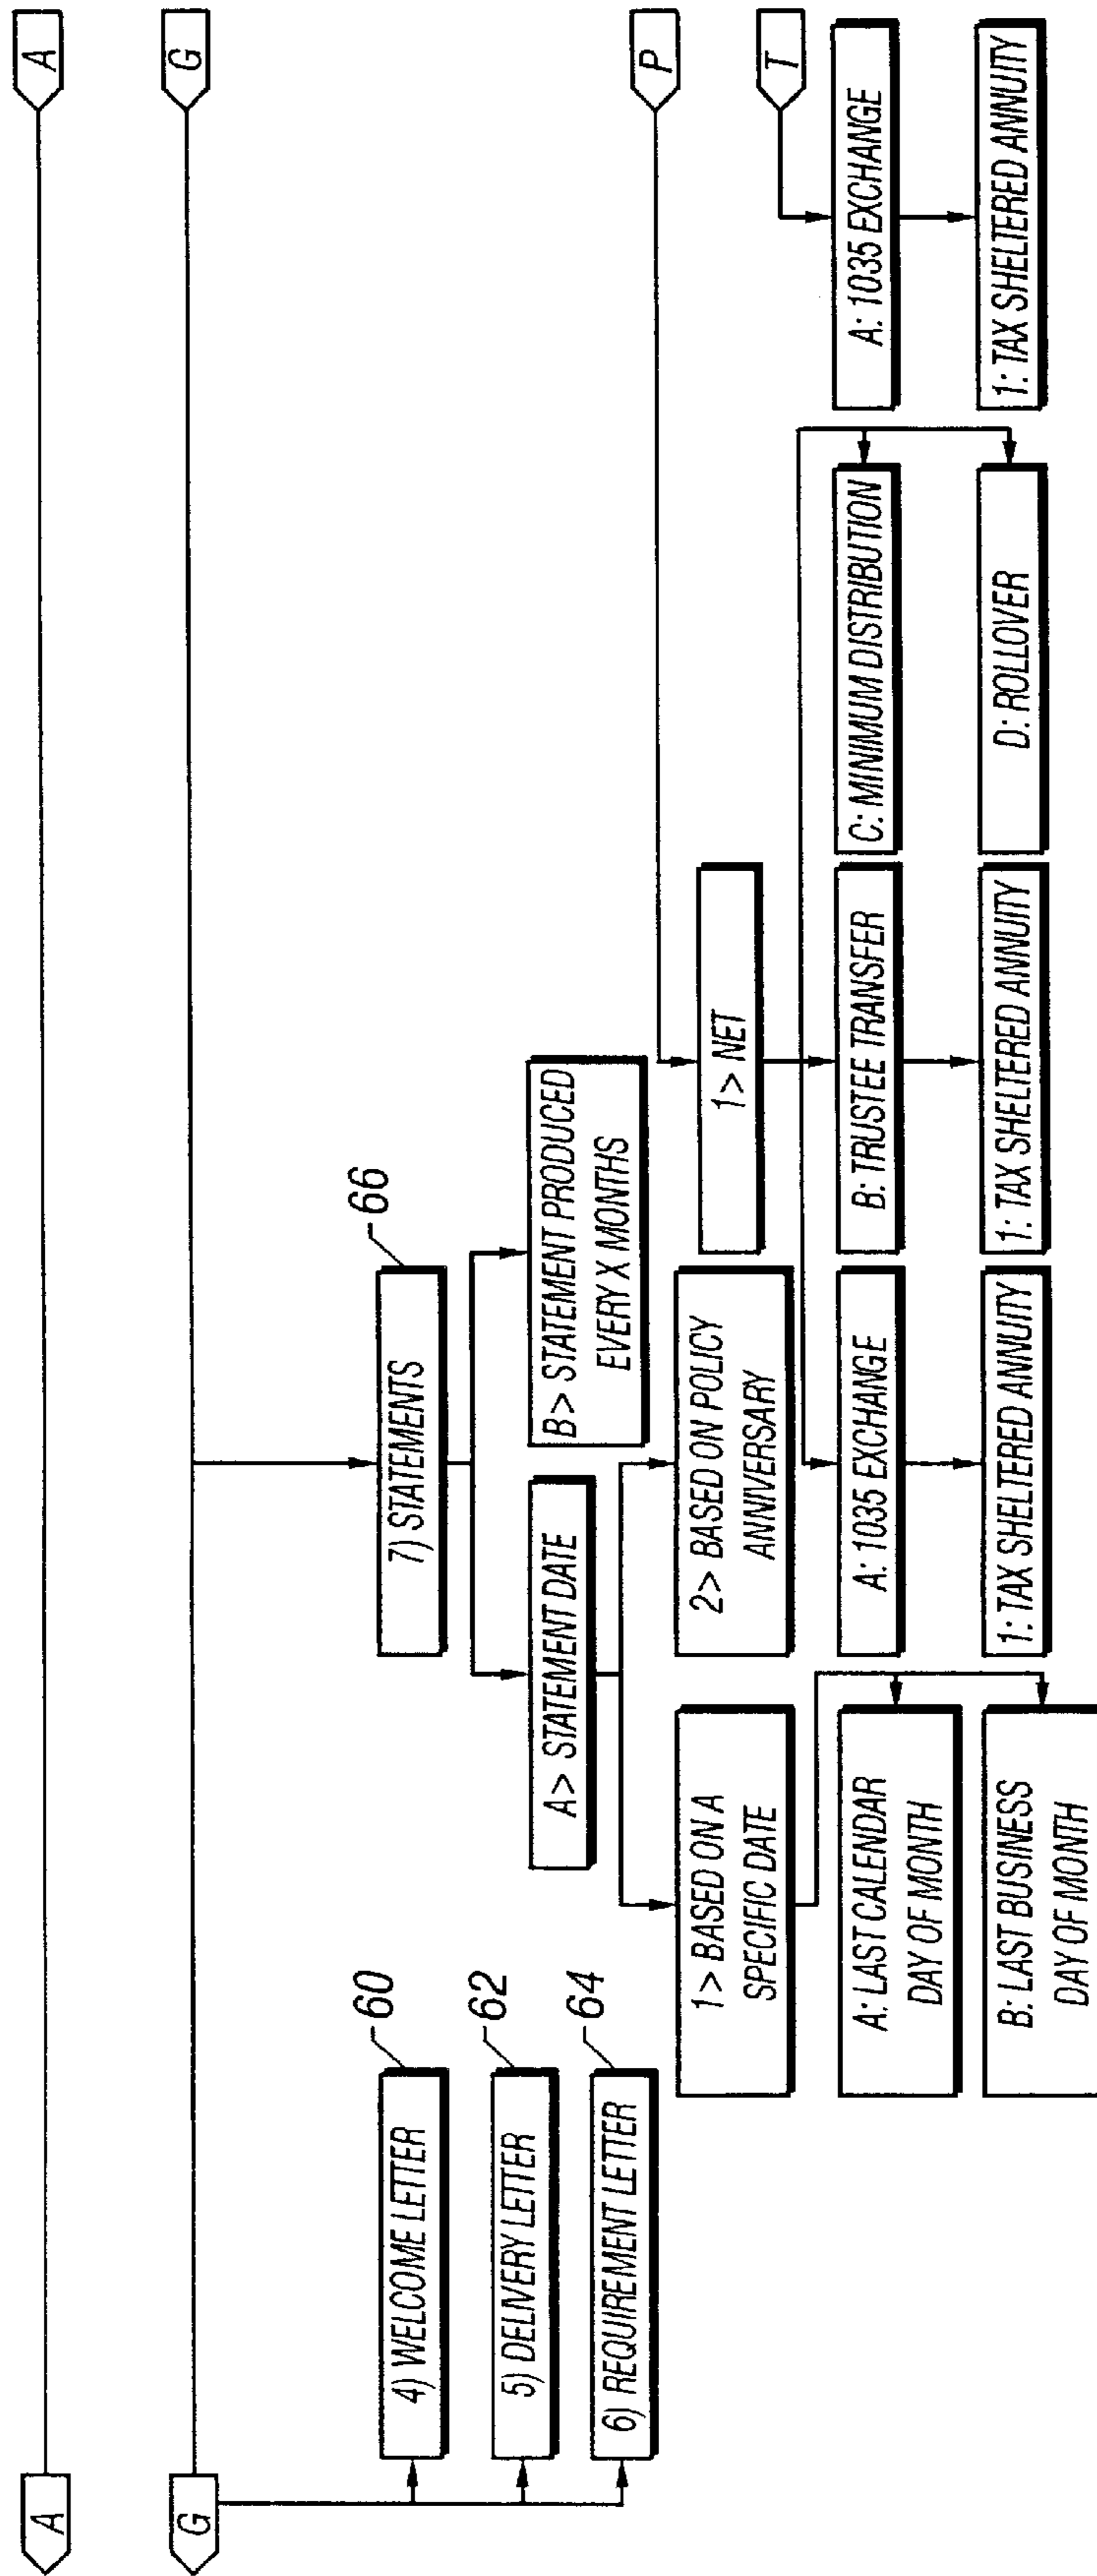 A
A
G
G
4) WELCOME LETTER
60
5) DELIVERY LETTER
62
6) REQUIREMENT LETTER
64
7) STATEMENTS
66
A> STATEMENT DATE
B> STATEMENT PRODUCED
EVERY X MONTHS
1> BASED ON A
SPECIFIC DATE
2> BASED ON POLICY
ANNIVERSARY
A: LAST CALENDAR
DAY OF MONTH
B: LAST BUSINESS
DAY OF MONTH
P
1> NET
A: 1035 EXCHANGE
1: TAX SHELTERED ANNUITY
B: TRUSTEE TRANSFER
1: TAX SHELTERED ANNUITY
C: MINIMUM DISTRIBUTION
D: ROLLOVER
T
A: 1035 EXCHANGE
1: TAX SHELTERED ANNUITY